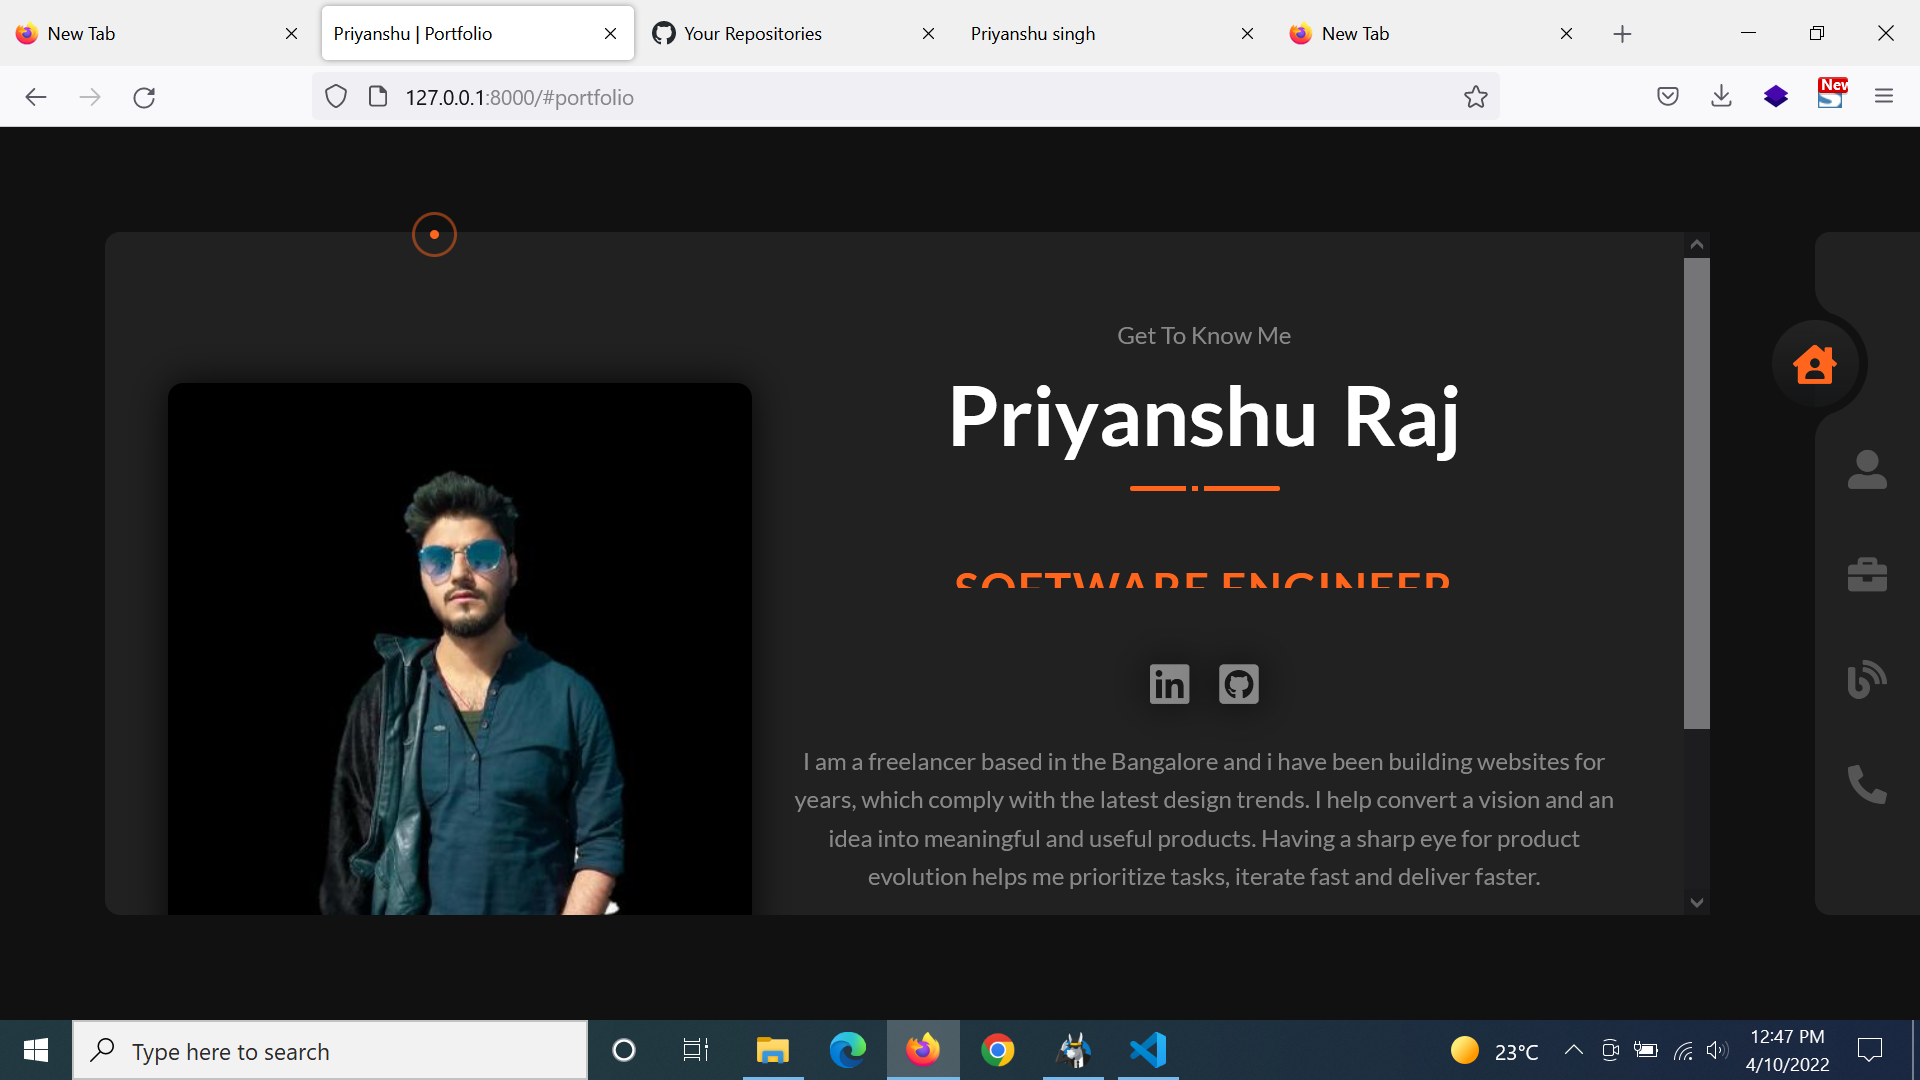 New Tab
Priyanshu | Portfolio
Your Repositories
Priyanshu singh
New Tab
127.0.0.1:8000/#portfolio
New
Get To Know Me
Priyanshu Raj
SOFTWARE ENGINEER
in
I am a freelancer based in the Bangalore and i have been building websites for
years, which comply with the latest design trends. I help convert a vision and an
idea into meaningful and useful products. Having a sharp eye for product
evolution helps me prioritize tasks, iterate fast and deliver faster.
Type here to search
23°C
12:47 PM
4/10/2022